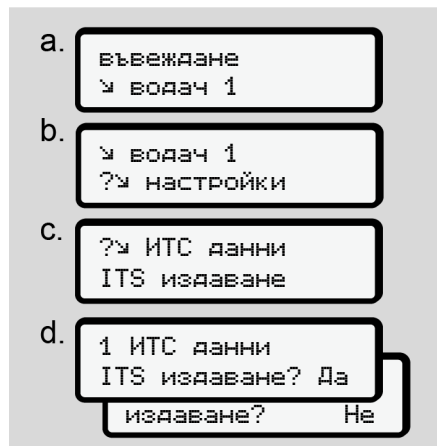 a.
въвеждане
↘ водач 1
b.
↘ водач 1
?↘ настройки
c.
?↘ ИТС данни
ITS издаване
d.
1 ИТС данни
ITS издаване? Да
издаване? Не